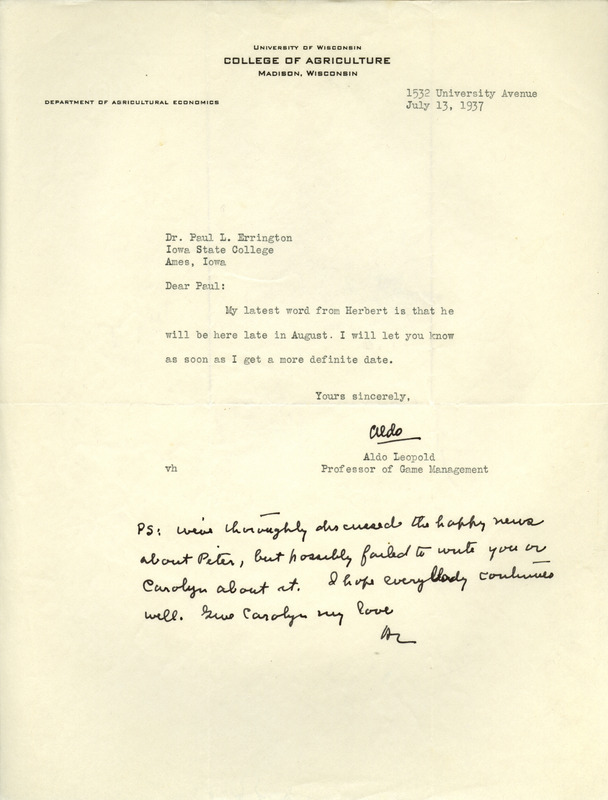 UNIVERSITY OF WISCONSIN
COLLEGE OF AGRICULTURE
MADISON, WISCONSIN
DEPARTMENT OF AGRICULTURAL ECONOMICS
1532 University Avenue
July 13, 1937
Dr. Paul L. Errington
Iowa State College
Ames, Iowa
Dear Paul:
My latest word from Herbert is that he
will be here late in August. I will let you know
as soon as I get a more definite date.
Yours sincerely,
Aldo
Aldo Leopold
vh Professor of Game Management
PS: We've thoroughly discussed the happy news
about Peter, but possibly failed to write you or
Carolyn about it. I hope everybody continues
well. Give Carolyn my love
AL